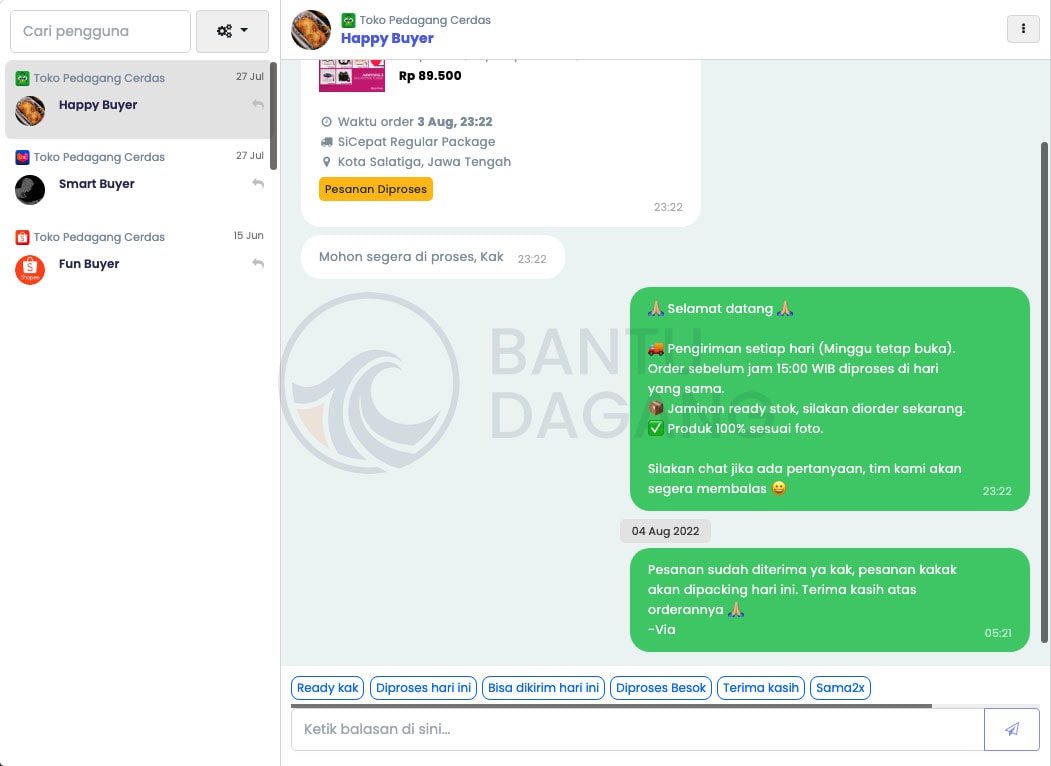 Cari pengguna
Toko Pedagang Cerdas 27 Jul
Happy Buyer
Toko Pedagang Cerdas 27 Jul
Smart Buyer
Toko Pedagang Cerdas 15 Jun
Fun Buyer
Toko Pedagang Cerdas
Happy Buyer
Rp 89.500
Waktu order 3 Aug, 23:22
SiCepat Regular Package
Kota Salatiga, Jawa Tengah
Pesanan Diproses
23:22
Mohon segera di proses, Kak 23:22
🙏🏼 Selamat datang 🙏🏼
🚚 Pengiriman setiap hari (Minggu tetap buka).
Order sebelum jam 15:00 WIB diproses di hari
yang sama.
📦 Jaminan ready stok, silakan diorder sekarang.
✅ Produk 100% sesuai foto.
Silakan chat jika ada pertanyaan, tim kami akan
segera membalas 😀 23:22
BANTU
DAGANG
04 Aug 2022
Pesanan sudah diterima ya kak, pesanan kakak
akan dipacking hari ini. Terima kasih atas
orderannya 🙏🏼
-Via 05:21
Ready kak Diproses hari ini Bisa dikirim hari ini Diproses Besok Terima kasih Sama2x
Ketik balasan di sini...